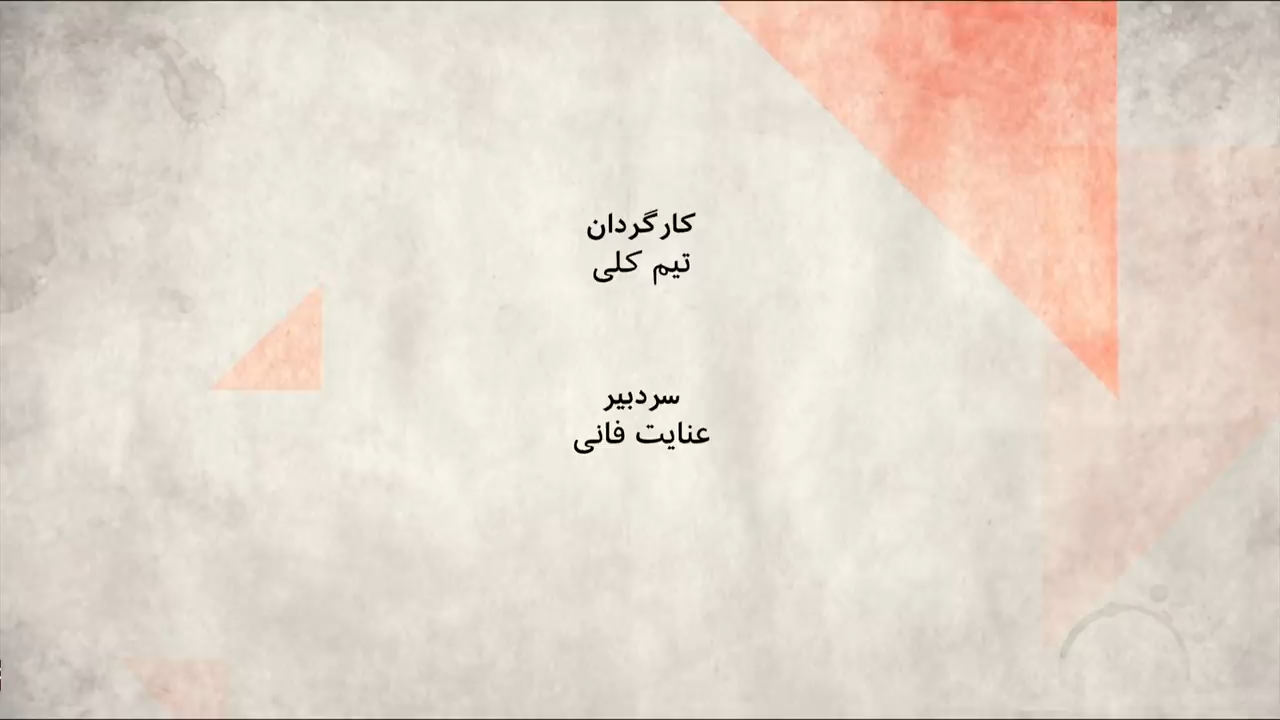 کارگردان
تیم کلی
سردبیر
عنایت فانی